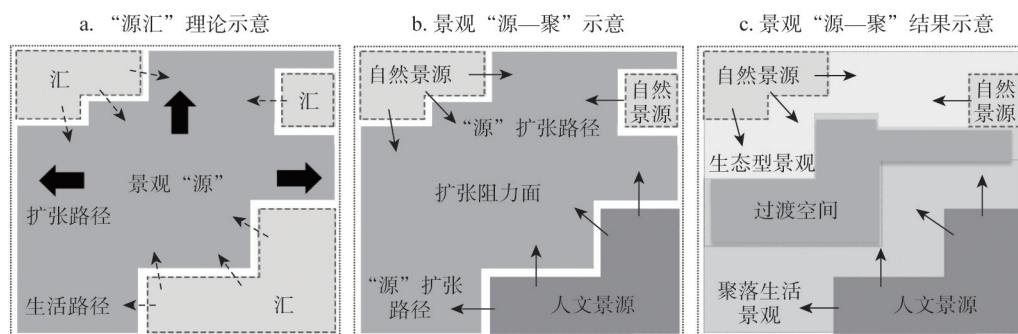 a. “源汇”理论示意
汇
汇
景观“源”
扩张路径
生活路径
汇
b. 景观“源—聚”示意
自然景源
自然
景源
“源”扩张路径
扩张阻力面
“源”扩张
路径
人文景源
c. 景观“源—聚”结果示意
自然景源
自然
景源
生态型景观
过渡空间
聚落生活
景观
人文景源